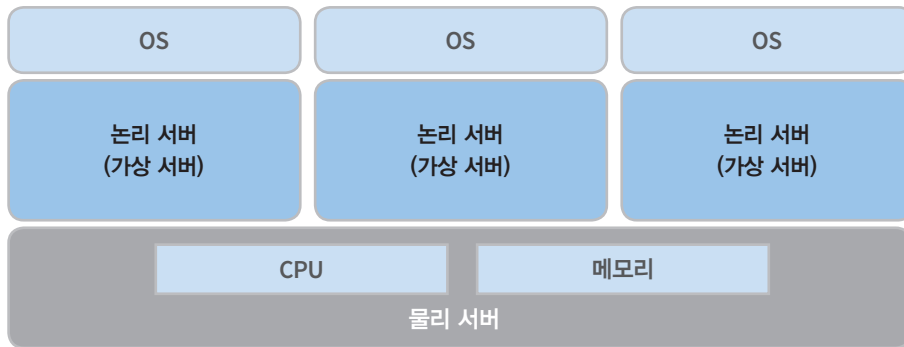 OS OS OS
논리 서버 논리 서버 논리 서버
(가상 서버) (가상 서버) (가상 서버)
CPU 메모리
물리 서버